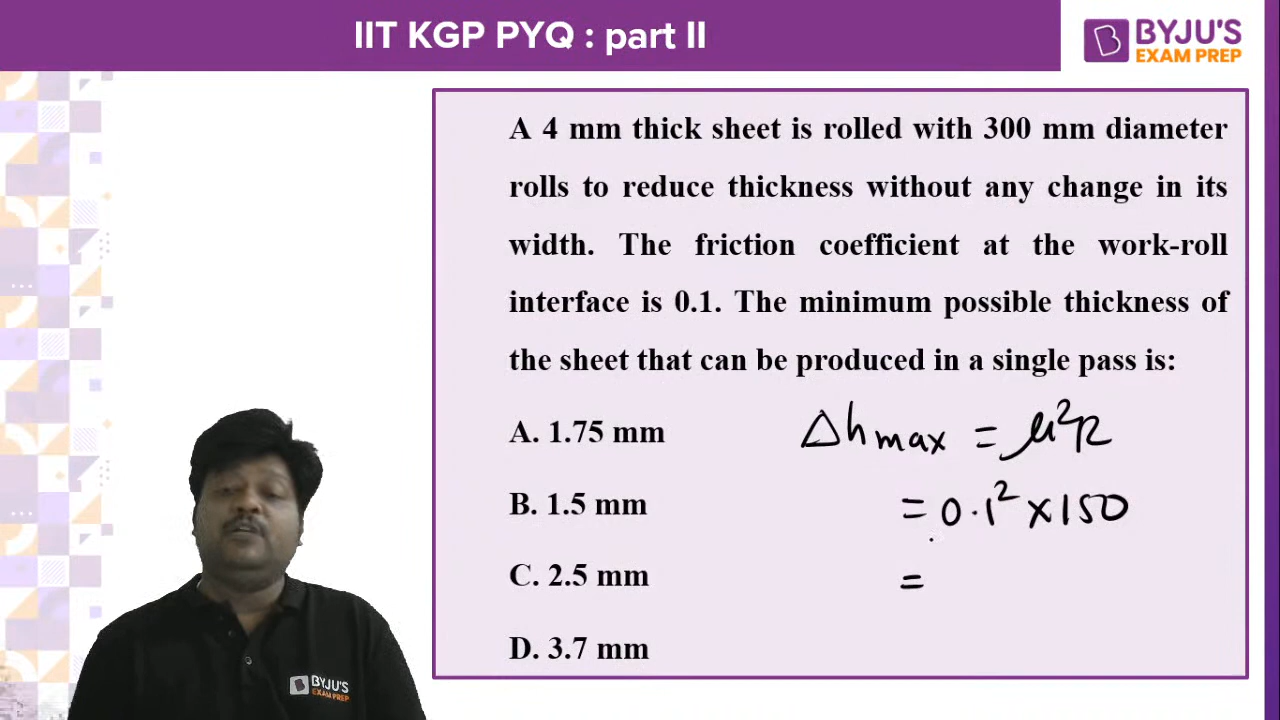 IIT KGP PYQ : part II
BYJU'S
EXAM PREP
A 4 mm thick sheet is rolled with 300 mm diameter
rolls to reduce thickness without any change in its
width. The friction coefficient at the work-roll
interface is 0.1. The minimum possible thickness of
the sheet that can be produced in a single pass is:
A. 1.75 mm
B. 1.5 mm
C. 2.5 mm
D. 3.7 mm
Δhmax = μ²R
= 0.1² × 150
=
BYJU'S
EXAM PREP